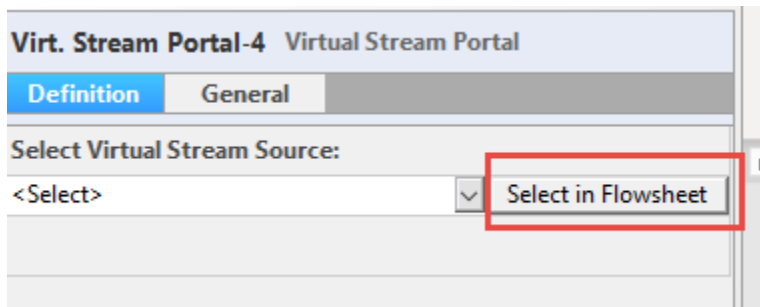 Virt. Stream Portal-4 Virtual Stream Portal
Definition General
Select Virtual Stream Source:
<Select> Select in Flowsheet